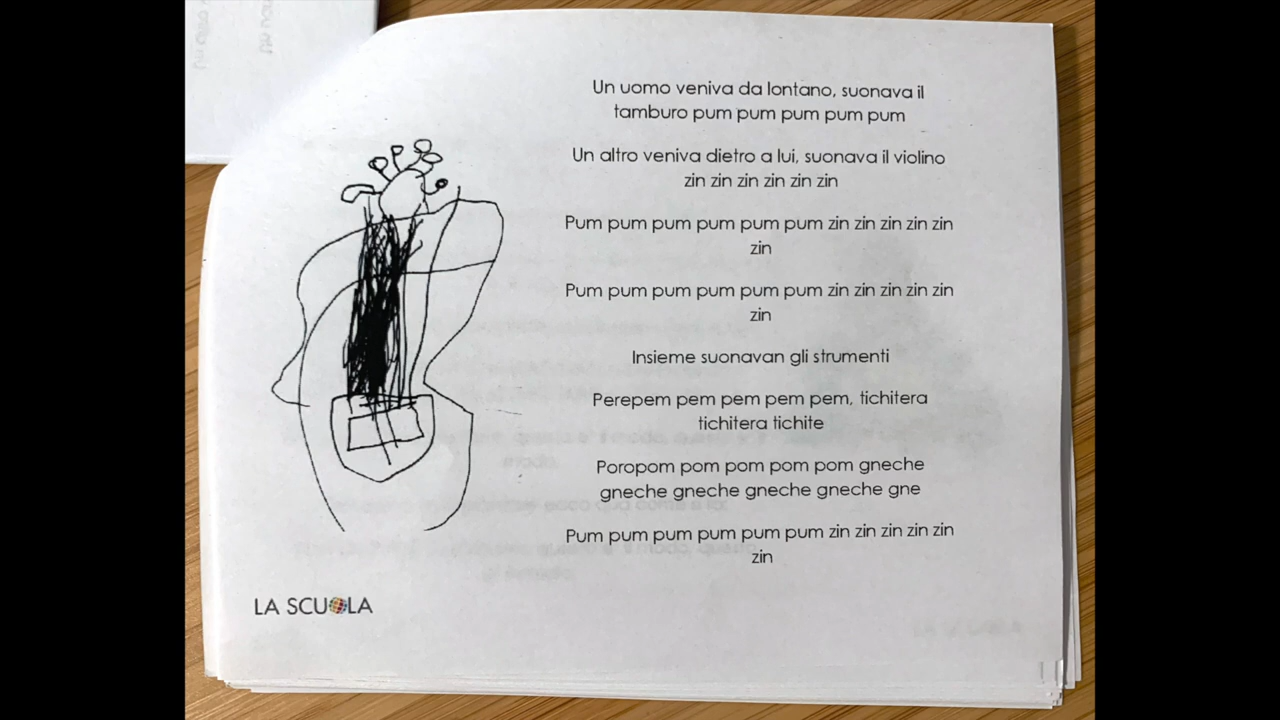 Un uomo veniva da lontano, suonava il
tamburo pum pum pum pum pum
Un altro veniva dietro a lui, suonava il violino
zin zin zin zin zin zin
Pum pum pum pum pum pum zin zin zin zin zin
zin
Pum pum pum pum pum pum zin zin zin zin zin
zin
Insieme suonavan gli strumenti
Perepem pem pem pem pem, tichitera
tichitera tichite
Poropom pom pom pom pom gneche
gneche gneche gneche gneche gne
Pum pum pum pum pum pum zin zin zin zin zin
zin
LA SCUOLA